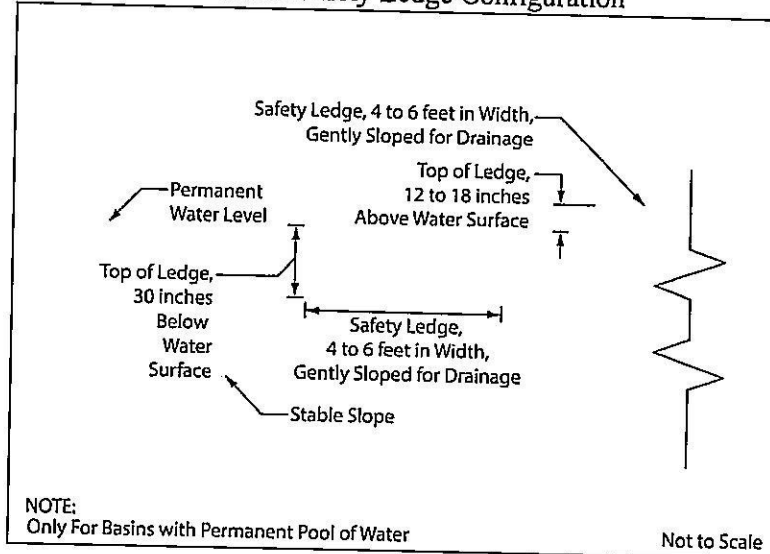 Ledge Configuration
Safety Ledge, 4 to 6 feet in Width,
Gently Sloped for Drainage
Top of Ledge,
12 to 18 inches
Above Water Surface
Permanent
Water Level
Top of Ledge,
30 inches
Below
Water
Surface
Safety Ledge,
4 to 6 feet in Width,
Gently Sloped for Drainage
Stable Slope
NOTE:
Only For Basins with Permanent Pool of Water
Not to Scale